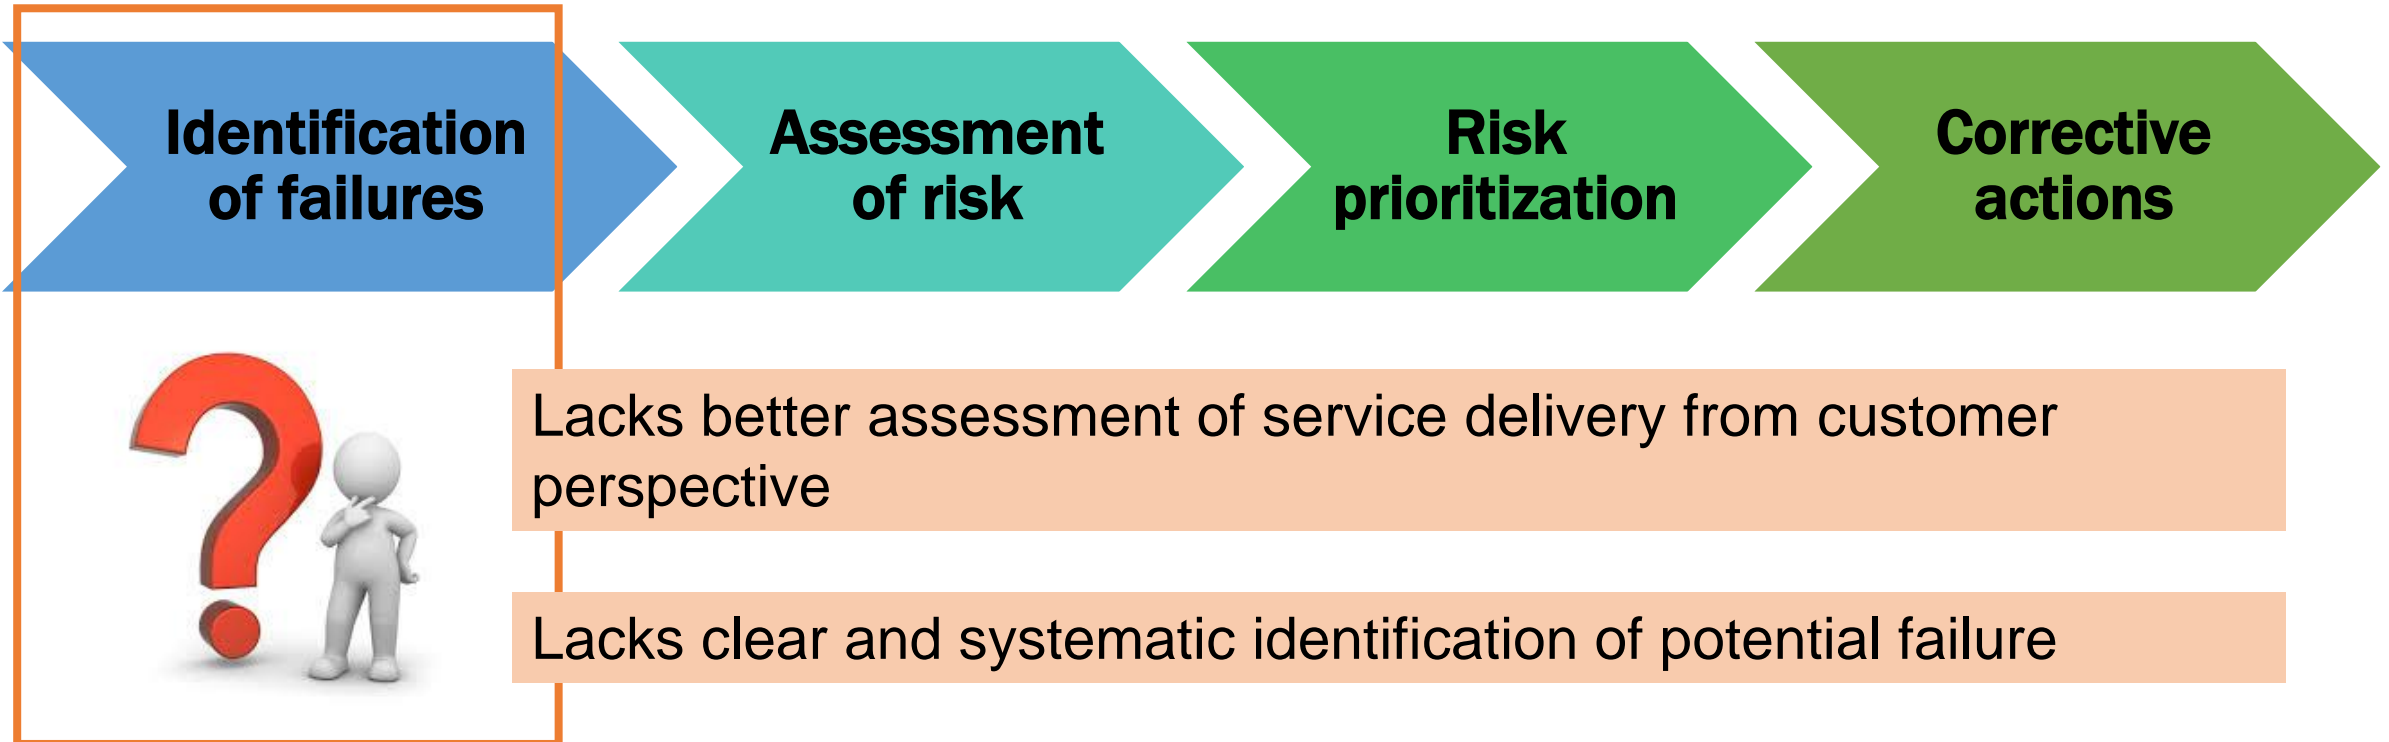 Identification
of failures
Assessment
of risk
Risk
prioritization
Corrective
actions
Lacks better assessment of service delivery from customer
perspective
Lacks clear and systematic identification of potential failure